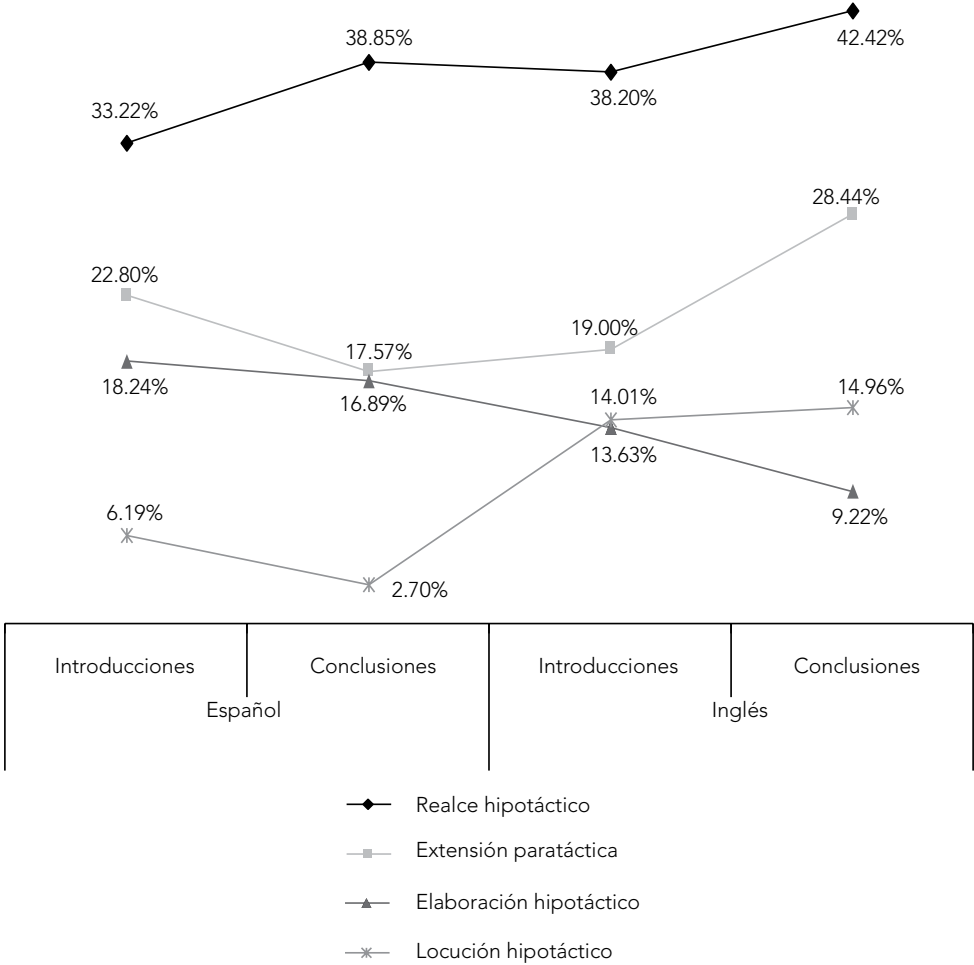 42.42%
38.85%
38.20%
33.22%
28.44%
22.80%
19.00%
17.57%
18.24%
16.89%
14.01%
14.96%
13.63%
9.22%
6.19%
2.70%
Introducciones Conclusiones Introducciones Conclusiones
Español Inglés
Realce hipotáctico
Extensión paratáctica
Elaboración hipotáctico
Locución hipotáctico